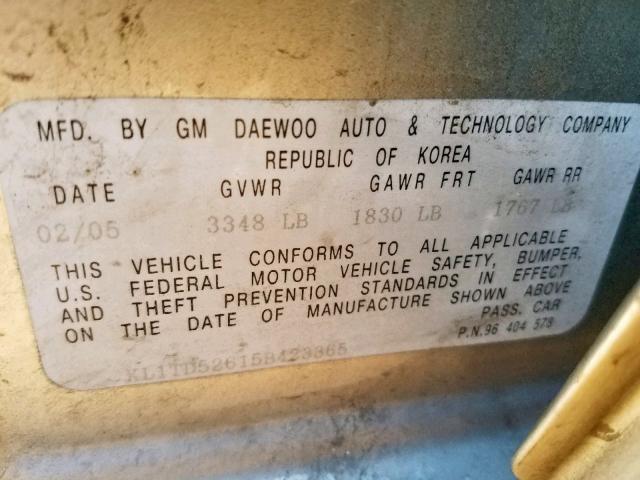 MFD. BY GM DAEWOO AUTO & TECHNOLOGY COMPANY
REPUBLIC OF KOREA
DATE GVWR GAWR FRT GAWR RR
02/05 3348 LB 1830 LB 1767 LB
THIS VEHICLE CONFORMS TO ALL APPLICABLE
U.S. FEDERAL MOTOR VEHICLE SAFETY, BUMPER,
AND THEFT PREVENTION STANDARDS IN EFFECT
ON THE DATE OF MANUFACTURE SHOWN ABOVE
PASS. CAR
P.N. 96 404 578
KL1TD52615B423365